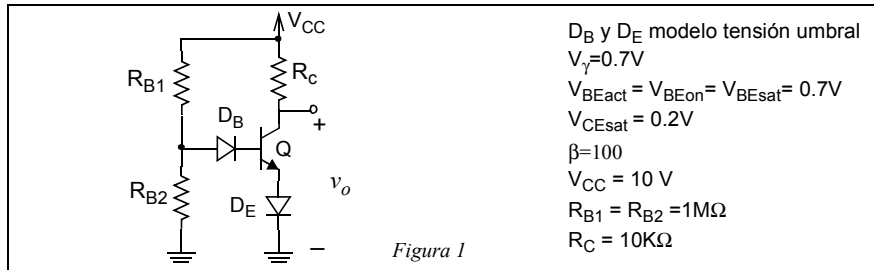 V_CC
R_B1
R_c
D_B
+
Q
R_B2
v_o
D_E
–
Figura 1
D_B y D_E modelo tensión umbral
V_γ=0.7V
V_BEact = V_BEon= V_BEsat= 0.7V
V_CEsat = 0.2V
β=100
V_CC = 10 V
R_B1 = R_B2 =1MΩ
R_C = 10KΩ